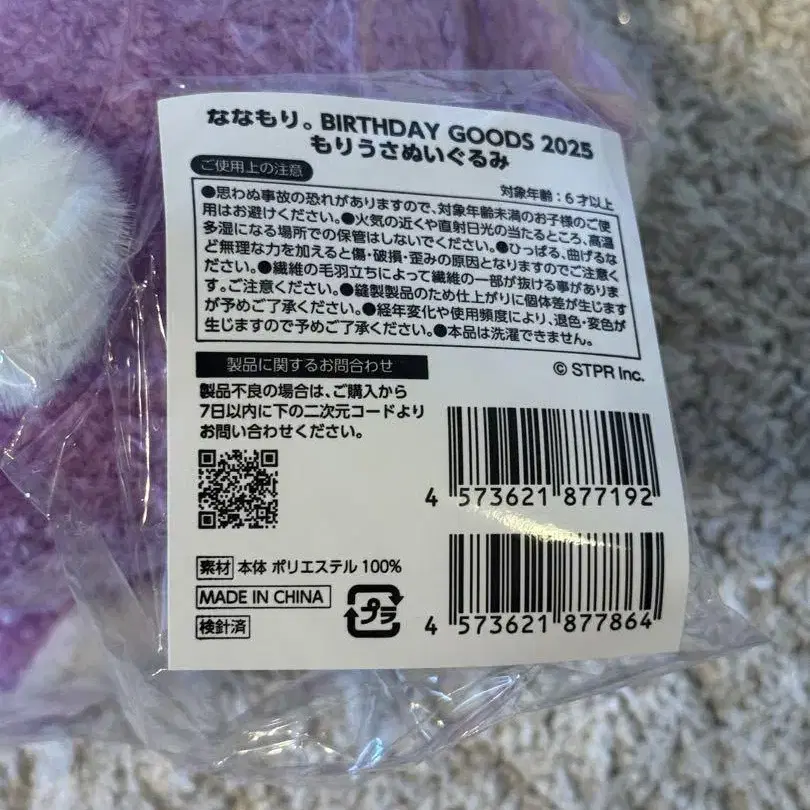 ななもり。BIRTHDAY GOODS 2025
もりうさぬいぐるみ
ご使用上の注意
対象年齢：6才以上
●思わぬ事故の恐れがありますので、対象年齢未満のお子様のご使
用はお避けください。●火気の近くや直射日光の当たるところ、高温
多湿になる場所での保管はしないでください。●ひっぱる、曲げるな
ど無理な力を加えると傷・破損・歪みの原因となりますのでご注意く
ださい。●繊維の毛羽立ちによって繊維の一部が抜ける事がありま
す。ご注意ください。●縫製製品のため仕上がりに個体差が生じます
が予めご了承ください。●経年変化や使用頻度により、退色・変色が
生じますので予めご了承ください。●本品は洗濯できません。
製品に関するお問合わせ
© STPR Inc.
製品不良の場合は、ご購入から
7日以内に下の二次元コードより
お問い合わせください。
4 573621 877192
素材 本体 ポリエステル 100%
MADE IN CHINA
プラ
検針済
4 573621 877864